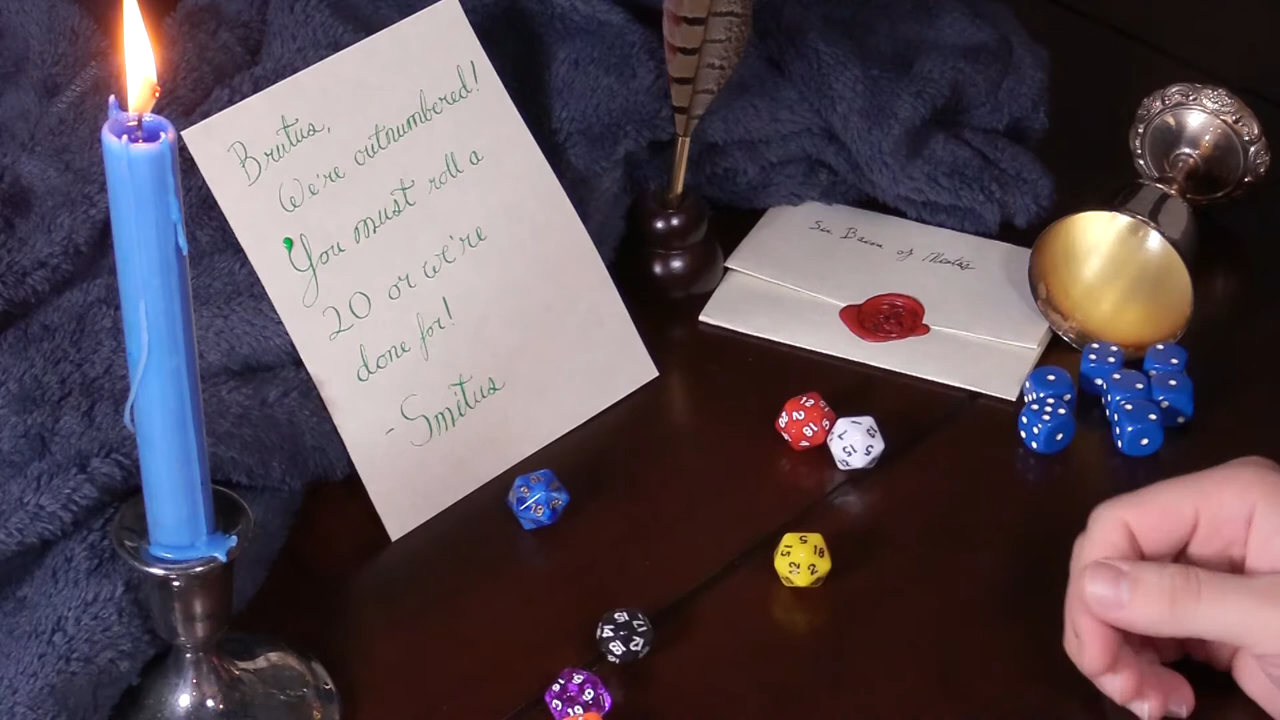 Brutus,
We're outnumbered!
You must roll a
20 or we're
done for!
-Smitus